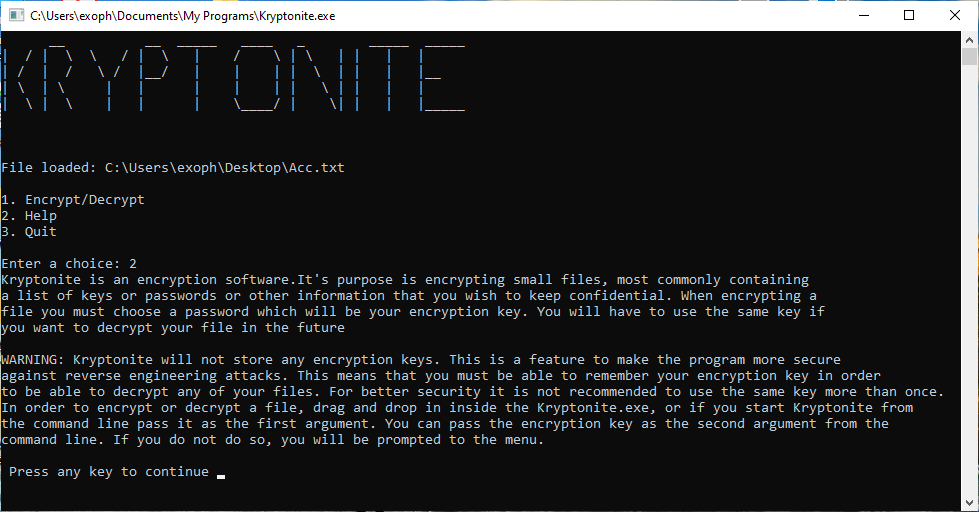 C:\Users\exoph\Documents\My Programs\Kryptonite.exe
KRYPTONITE
File loaded: C:\Users\exoph\Desktop\Acc.txt
1. Encrypt/Decrypt
2. Help
3. Quit
Enter a choice: 2
Kryptonite is an encryption software.It's purpose is encrypting small files, most commonly containing
a list of keys or passwords or other information that you wish to keep confidential. When encrypting a
file you must choose a password which will be your encryption key. You will have to use the same key if
you want to decrypt your file in the future
WARNING: Kryptonite will not store any encryption keys. This is a feature to make the program more secure
against reverse engineering attacks. This means that you must be able to remember your encryption key in order
to be able to decrypt any of your files. For better security it is not recommended to use the same key more than once.
In order to encrypt or decrypt a file, drag and drop in inside the Kryptonite.exe, or if you start Kryptonite from
the command line pass it as the first argument. You can pass the encryption key as the second argument from the
command line. If you do not do so, you will be prompted to the menu.
Press any key to continue